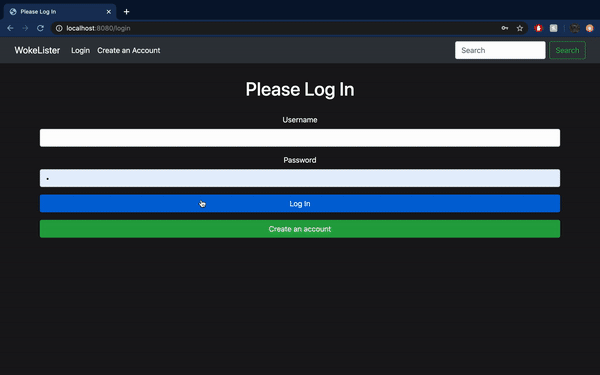 Please Log In
localhost:8080/login
WokeLister Login Create an Account Search Search
Please Log In
Username
Password
Log In
Create an account